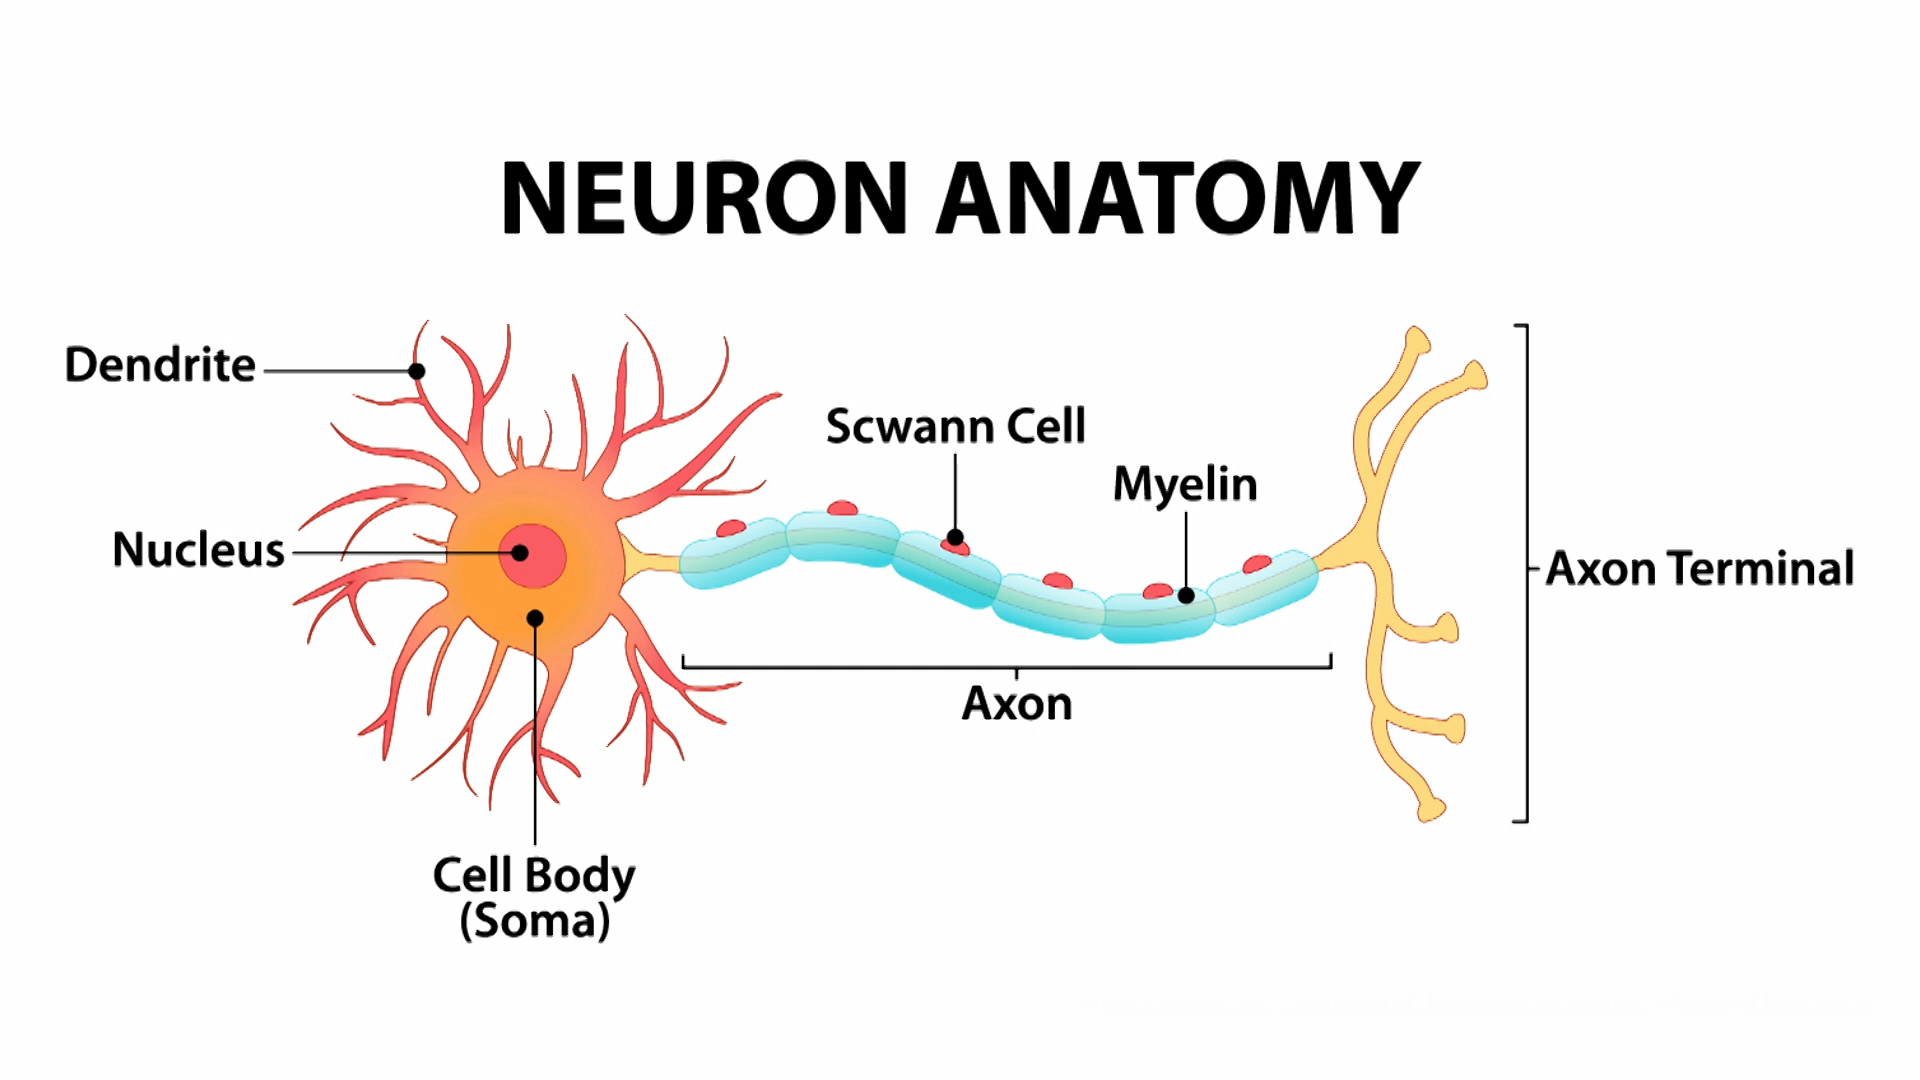 NEURON ANATOMY
Dendrite
Scwann Cell
Myelin
Nucleus
Axon Terminal
Axon
Cell Body
(Soma)